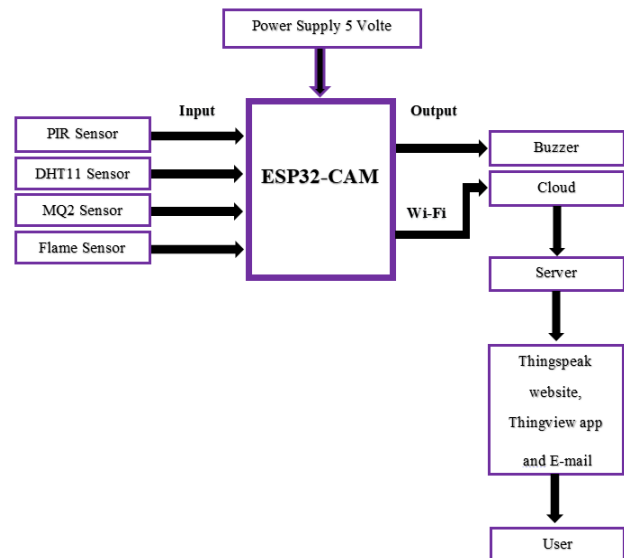 Power Supply 5 Volte
Input
Output
PIR Sensor
DHT11 Sensor
MQ2 Sensor
Flame Sensor
ESP32-CAM
Wi-Fi
Buzzer
Cloud
Server
Thingspeak
website,
Thingview app
and E-mail
User